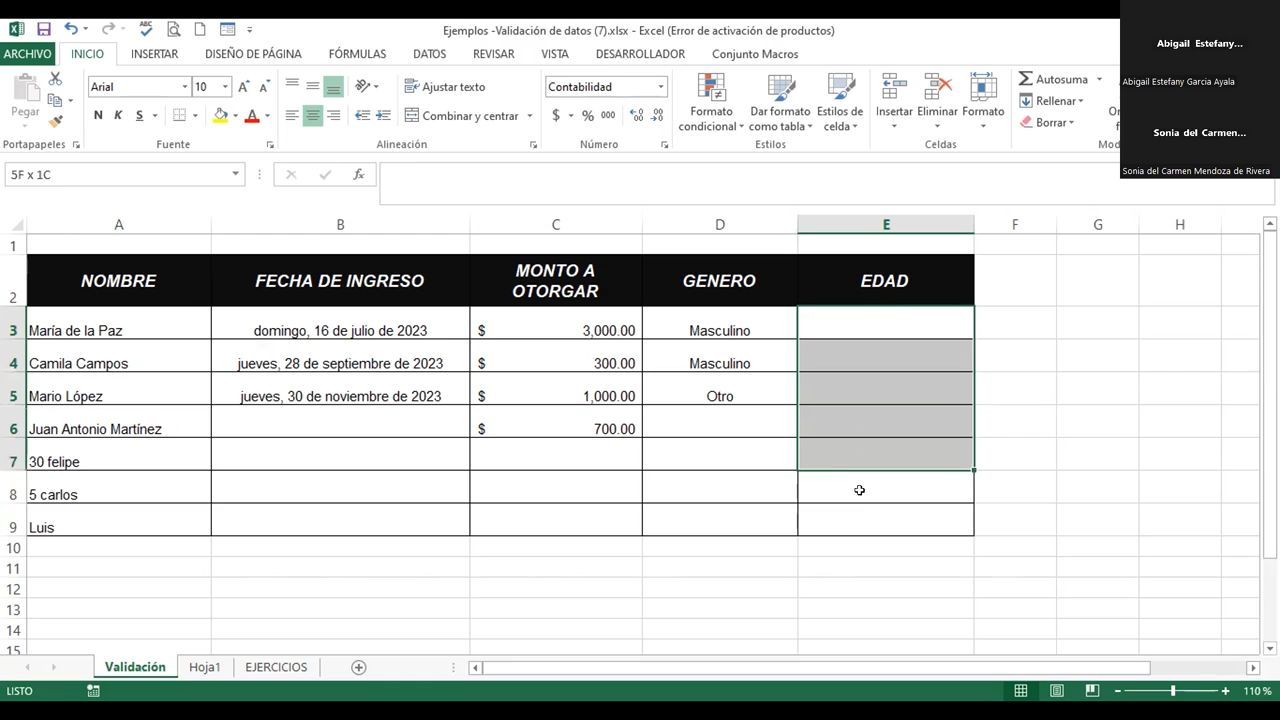 Ejemplos -Validación de datos (7).xlsx - Excel (Error de activación de productos)
ARCHIVO INICIO INSERTAR DISEÑO DE PÁGINA FÓRMULAS DATOS REVISAR VISTA DESARROLLADOR Conjunto Macros
Abigail Estefany...
Abigail Estefany Garcia Ayala
Sonia del Carmen...
Sonia del Carmen Mendoza de Rivera
Pegar
Arial 10
N K S
Ajustar texto
Combinar y centrar
Contabilidad
$ % 000
Formato condicional
Dar formato como tabla
Estilos de celda
Insertar Eliminar Formato
Autosuma
Rellenar
Borrar
Portapapeles Fuente Alineación Número Estilos Celdas
5F x 1C
fx
A B C D E F G H
1
2 NOMBRE FECHA DE INGRESO MONTO A OTORGAR GENERO EDAD
3 María de la Paz domingo, 16 de julio de 2023 $ 3,000.00 Masculino
4 Camila Campos jueves, 28 de septiembre de 2023 $ 300.00 Masculino
5 Mario López jueves, 30 de noviembre de 2023 $ 1,000.00 Otro
6 Juan Antonio Martínez $ 700.00
7 30 felipe
8 5 carlos
9 Luis
10
11
12
13
14
15
Validación Hoja1 EJERCICIOS
LISTO
110 %